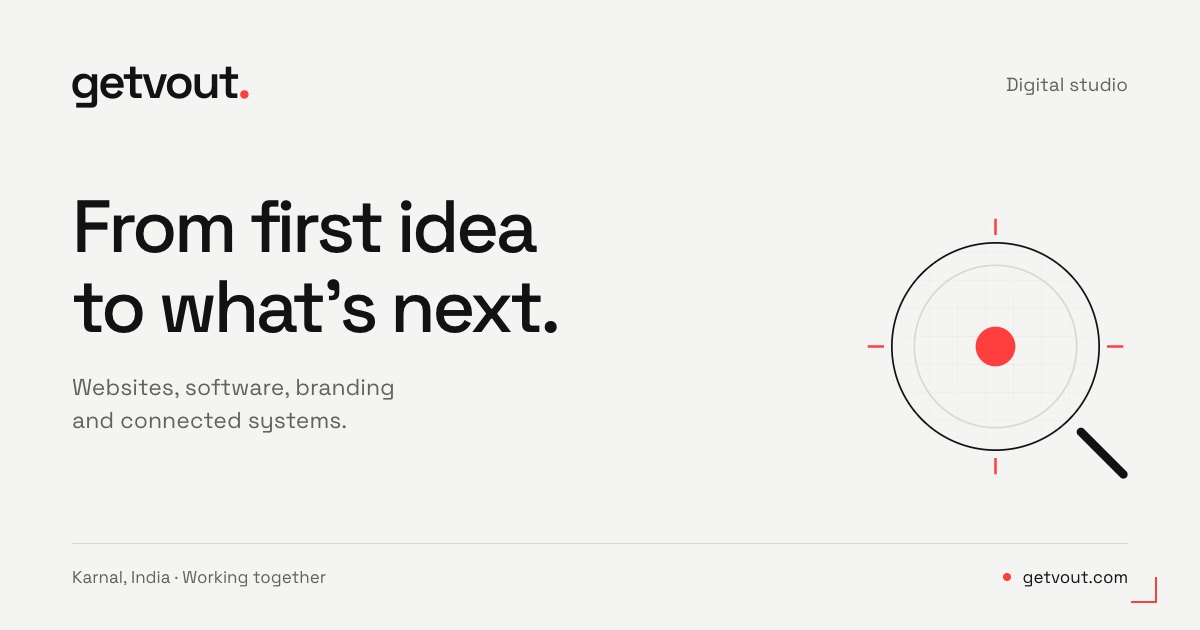 getvout.
Digital studio
From first idea
to what’s next.
Websites, software, branding
and connected systems.
Karnal, India · Working together
getvout.com